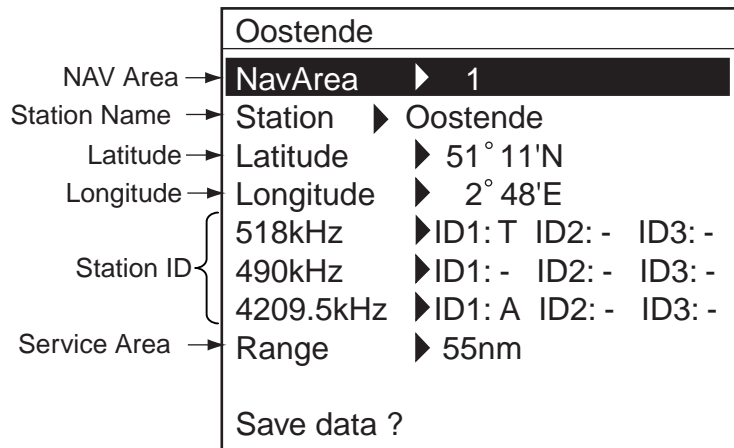 Oostende
NAV Area NavArea 1
Station Name Station Oostende
Latitude Latitude 51°11'N
Longitude Longitude 2°48'E
518kHz ID1: T ID2: - ID3: -
Station ID 490kHz ID1: - ID2: - ID3: -
4209.5kHz ID1: A ID2: - ID3: -
Service Area Range 55nm
Save data ?